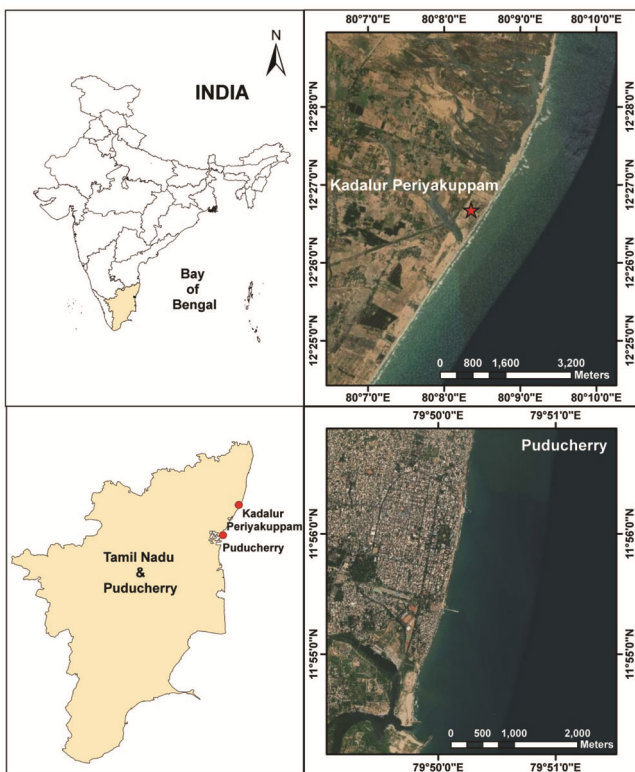 N
INDIA
Bay
of
Bengal
80°7'0"E 80°8'0"E 80°9'0"E 80°10'0"E
12°28'0"N
12°27'0"N
12°26'0"N
12°25'0"N
12°28'0"N
12°27'0"N
12°26'0"N
12°25'0"N
Kadalur Periyakuppam
0 800 1,600 3,200
Meters
80°7'0"E 80°8'0"E 80°9'0"E 80°10'0"E
Kadalur
Periyakuppam
Puducherry
Tamil Nadu
&
Puducherry
79°50'0"E 79°51'0"E
Puducherry
11°56'0"N
11°55'0"N
11°56'0"N
11°55'0"N
0 500 1,000 2,000
Meters
79°50'0"E 79°51'0"E